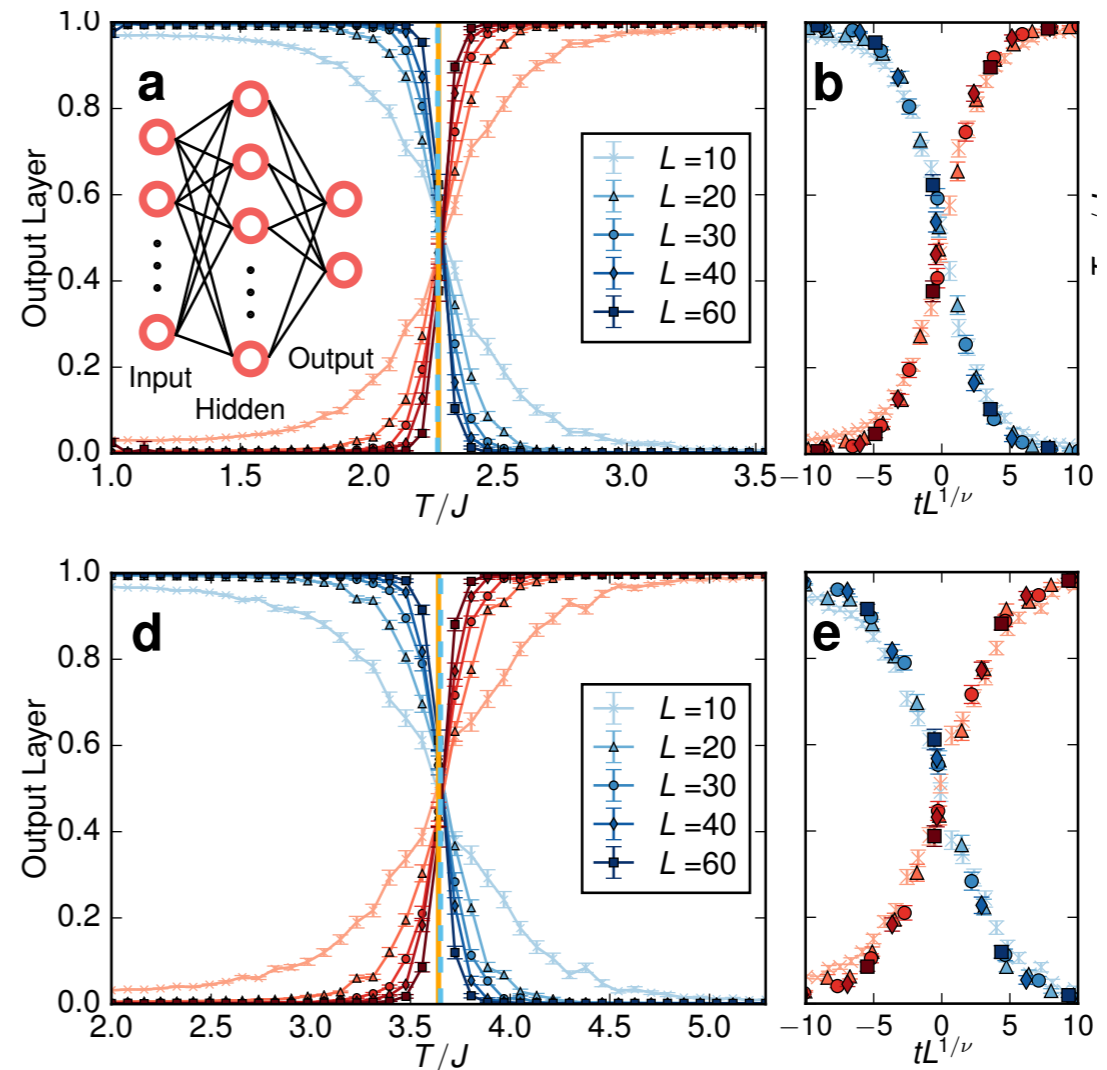 a
Output Layer
1.0
0.8
0.6
0.4
0.2
0.0
Input
Hidden
Output
L =10
L =20
L =30
L =40
L =60
1.0 1.5 2.0 2.5 3.0 3.5
T/J
b
−10 −5 0 5 10
tL^{1/ν}
d
Output Layer
1.0
0.8
0.6
0.4
0.2
0.0
L =10
L =20
L =30
L =40
L =60
2.0 2.5 3.0 3.5 4.0 4.5 5.0
T/J
e
−10 −5 0 5 10
tL^{1/ν}